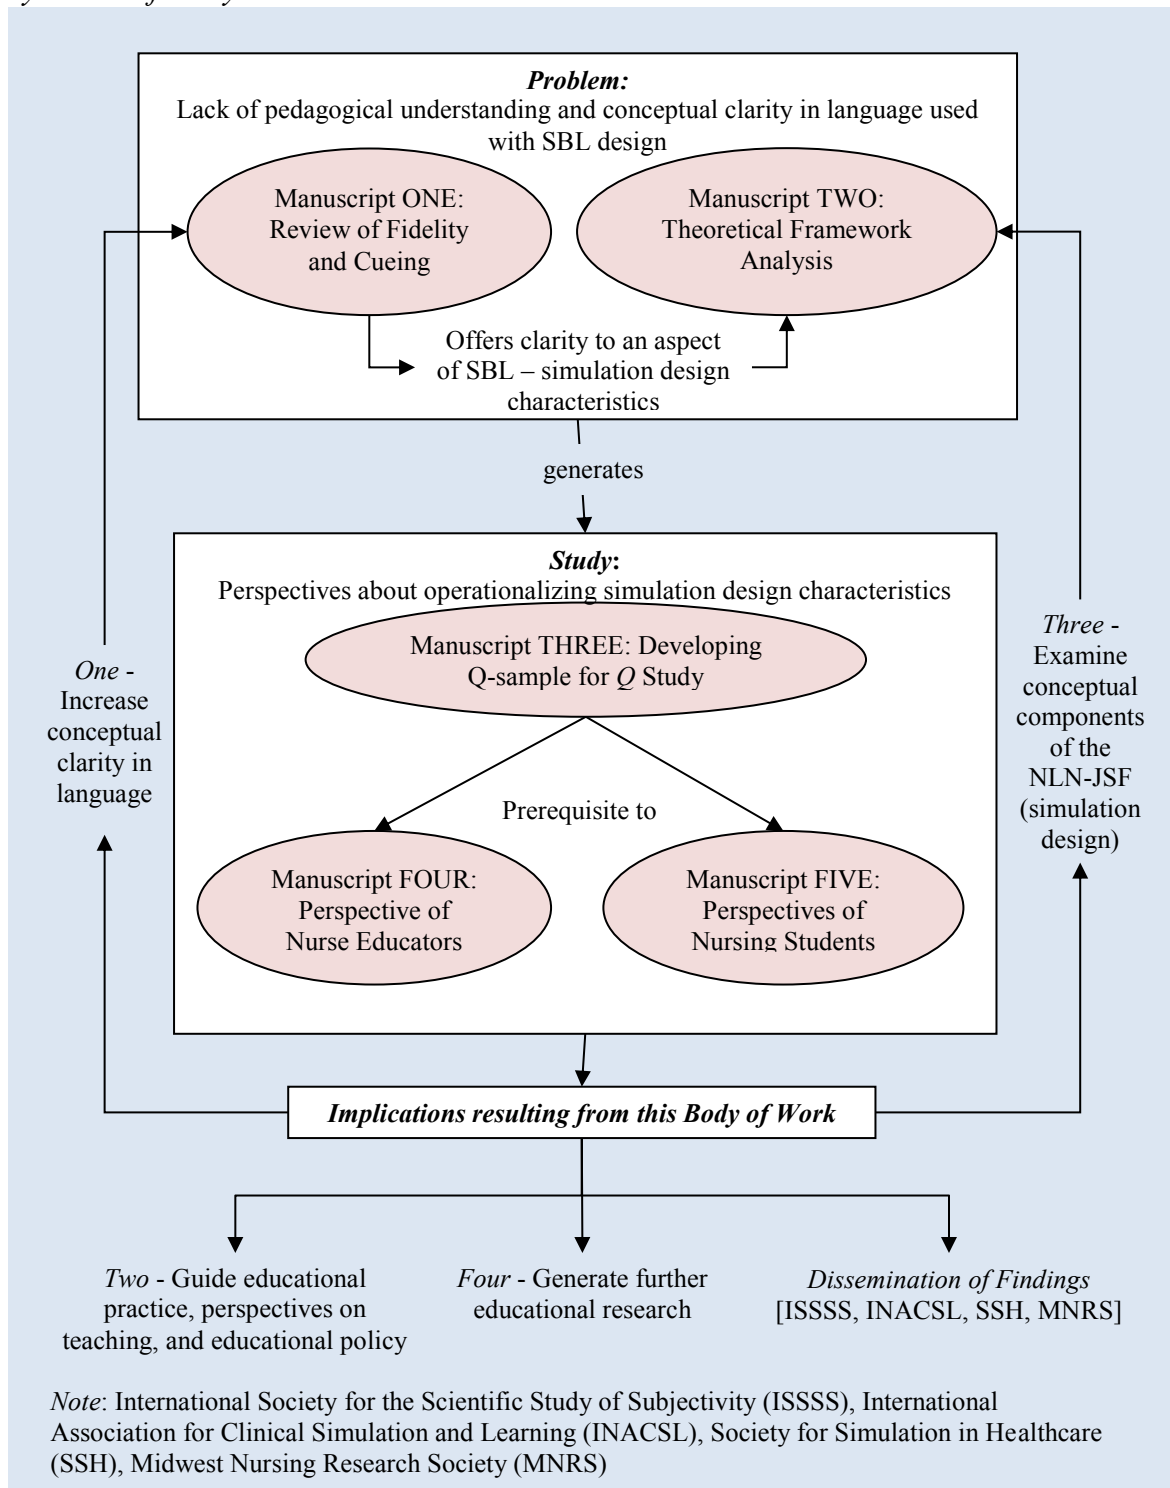 Problem:
Lack of pedagogical understanding and conceptual clarity in language used
with SBL design
Manuscript ONE:
Review of Fidelity
and Cueing
Manuscript TWO:
Theoretical Framework
Analysis
Offers clarity to an aspect
of SBL – simulation design
characteristics
generates
Study:
Perspectives about operationalizing simulation design characteristics
Manuscript THREE: Developing
Q-sample for Q Study
One -
Increase
conceptual
clarity in
language
Three -
Examine
conceptual
components
of the
NLN-JSF
(simulation
design)
Prerequisite to
Manuscript FOUR:
Perspective of
Nurse Educators
Manuscript FIVE:
Perspectives of
Nursing Students
Implications resulting from this Body of Work
Two - Guide educational
practice, perspectives on
teaching, and educational policy
Four - Generate further
educational research
Dissemination of Findings
[ISSSS, INACSL, SSH, MNRS]
Note: International Society for the Scientific Study of Subjectivity (ISSSS), International
Association for Clinical Simulation and Learning (INACSL), Society for Simulation in Healthcare
(SSH), Midwest Nursing Research Society (MNRS)